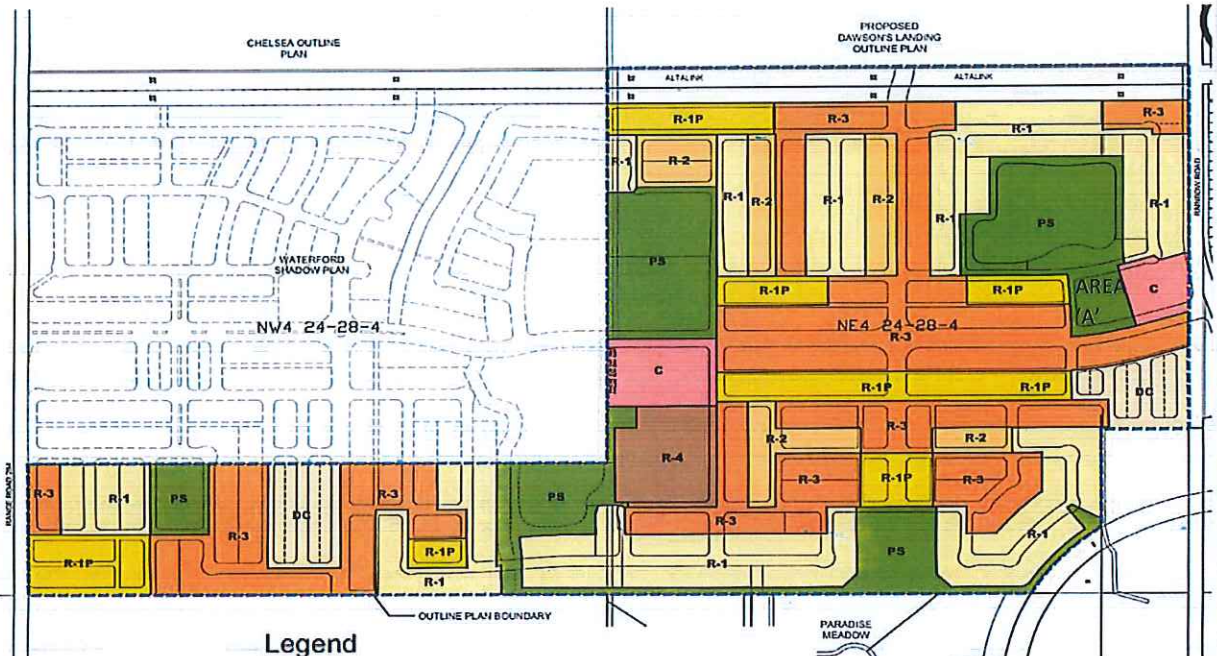 CHELSEA OUTLINE
PLAN
PROPOSED
DAWSON'S LANDING
OUTLINE PLAN
ALTALINK
ALTALINK
R-1P
R-3
R-1
R-3
R-1
R-2
R-1
R-2
R-1
R-2
R-1
PS
R-1
RAINBOW ROAD
WATERFORD
SHADOW PLAN
PS
R-1P
R-1P
AREA
'A'
C
NW4 24-28-4
NE4 24-28-4
R-3
C
R-1P
R-1P
DC
R-3
R-2
R-2
R-4
R-3
R-1P
R-3
R-3
R-1
PS
DC
R-3
R-3
PS
R-3
R-1
PS
R-1P
R-1P
R-1
R-1
OUTLINE PLAN BOUNDARY
PARADISE
MEADOW
Legend